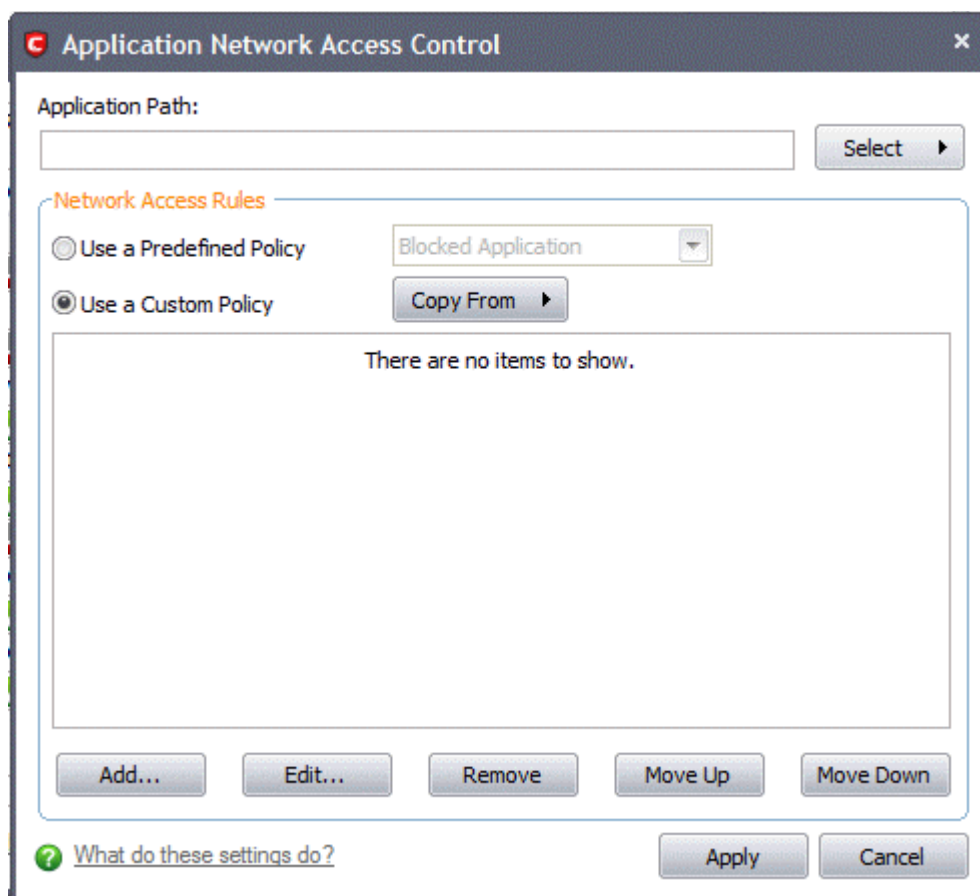 Application Network Access Control
Application Path:
Select
Network Access Rules
Use a Predefined Policy
Blocked Application
Use a Custom Policy
Copy From
There are no items to show.
Add...
Edit...
Remove
Move Up
Move Down
What do these settings do?
Apply
Cancel